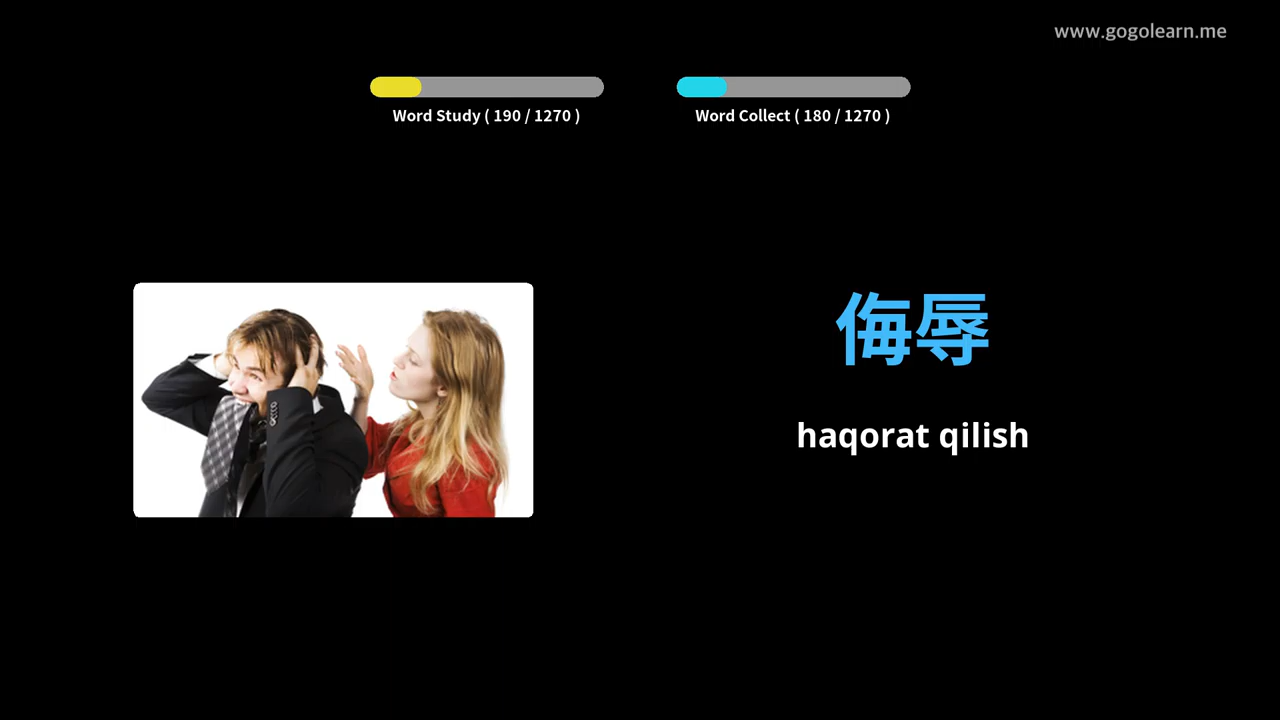 www.gogolearn.me
Word Study ( 190 / 1270 )
Word Collect ( 180 / 1270 )
侮辱
haqorat qilish